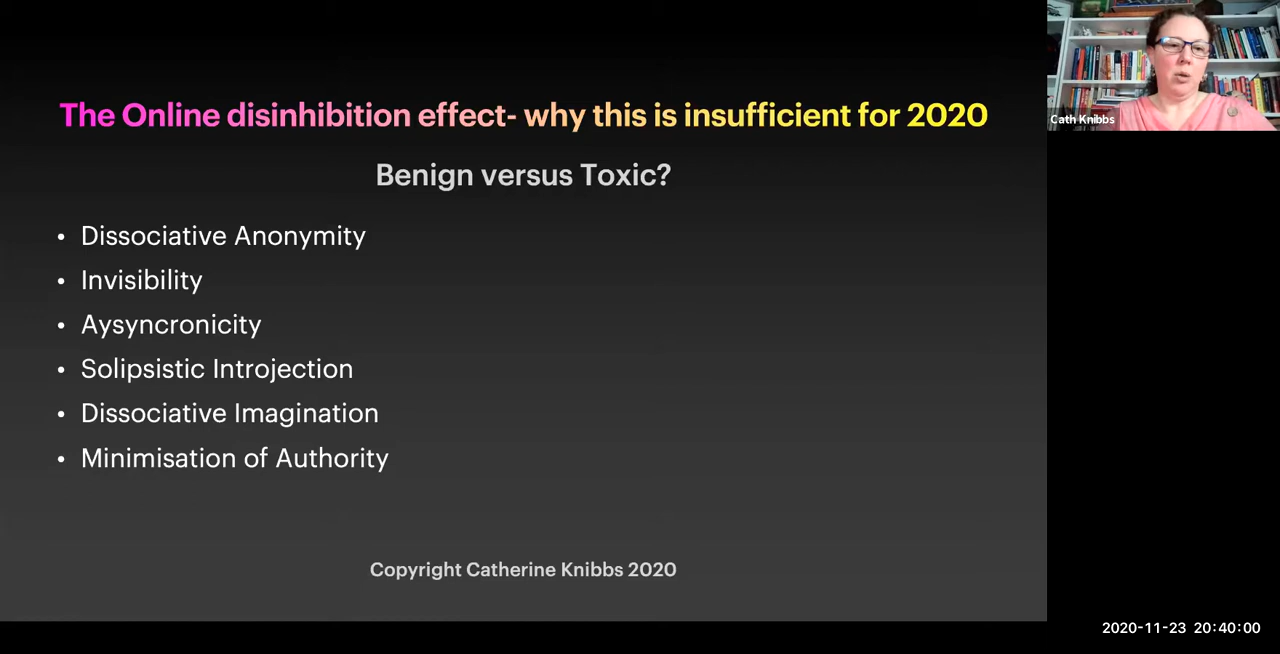 The Online disinhibition effect- why this is insufficient for 2020
Benign versus Toxic?
• Dissociative Anonymity
• Invisibility
• Aysyncronicity
• Solipsistic Introjection
• Dissociative Imagination
• Minimisation of Authority
Copyright Catherine Knibbs 2020
Cath Knibbs
2020-11-23 20:40:00